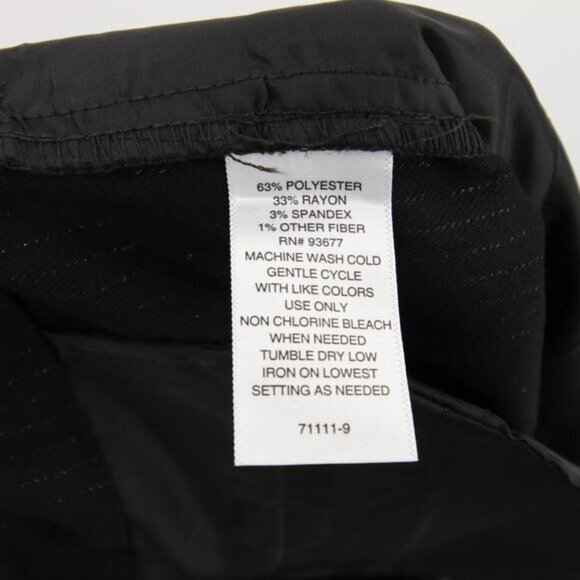 63% POLYESTER
33% RAYON
3% SPANDEX
1% OTHER FIBER
RN# 93677
MACHINE WASH COLD
GENTLE CYCLE
WITH LIKE COLORS
USE ONLY
NON CHLORINE BLEACH
WHEN NEEDED
TUMBLE DRY LOW
IRON ON LOWEST
SETTING AS NEEDED
71111-9